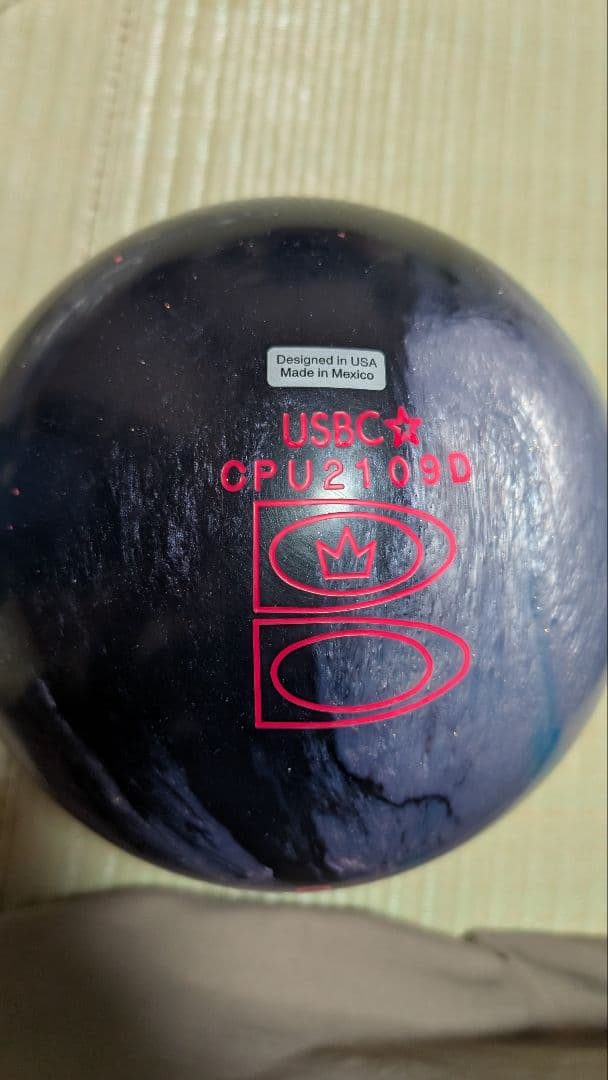 Designed in USA
Made in Mexico
USBC☆
CPU2109D